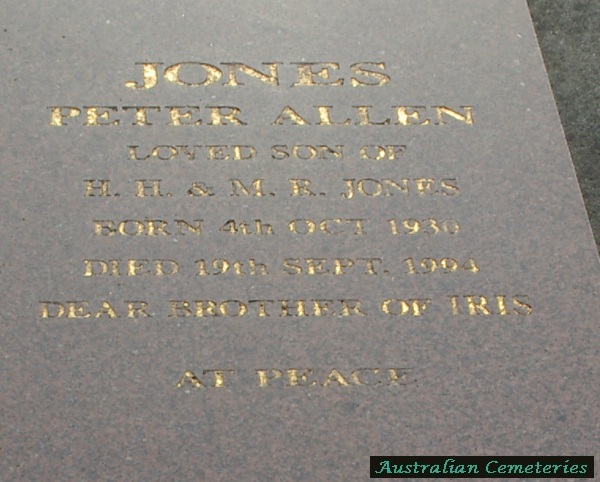 JONES
PETER ALLEN
LOVED SON OF
H. H. & M. R. JONES
BORN 4th OCT 1930
DIED 19th SEPT. 1994
DEAR BROTHER OF IRIS
AT PEACE
Australian Cemeteries